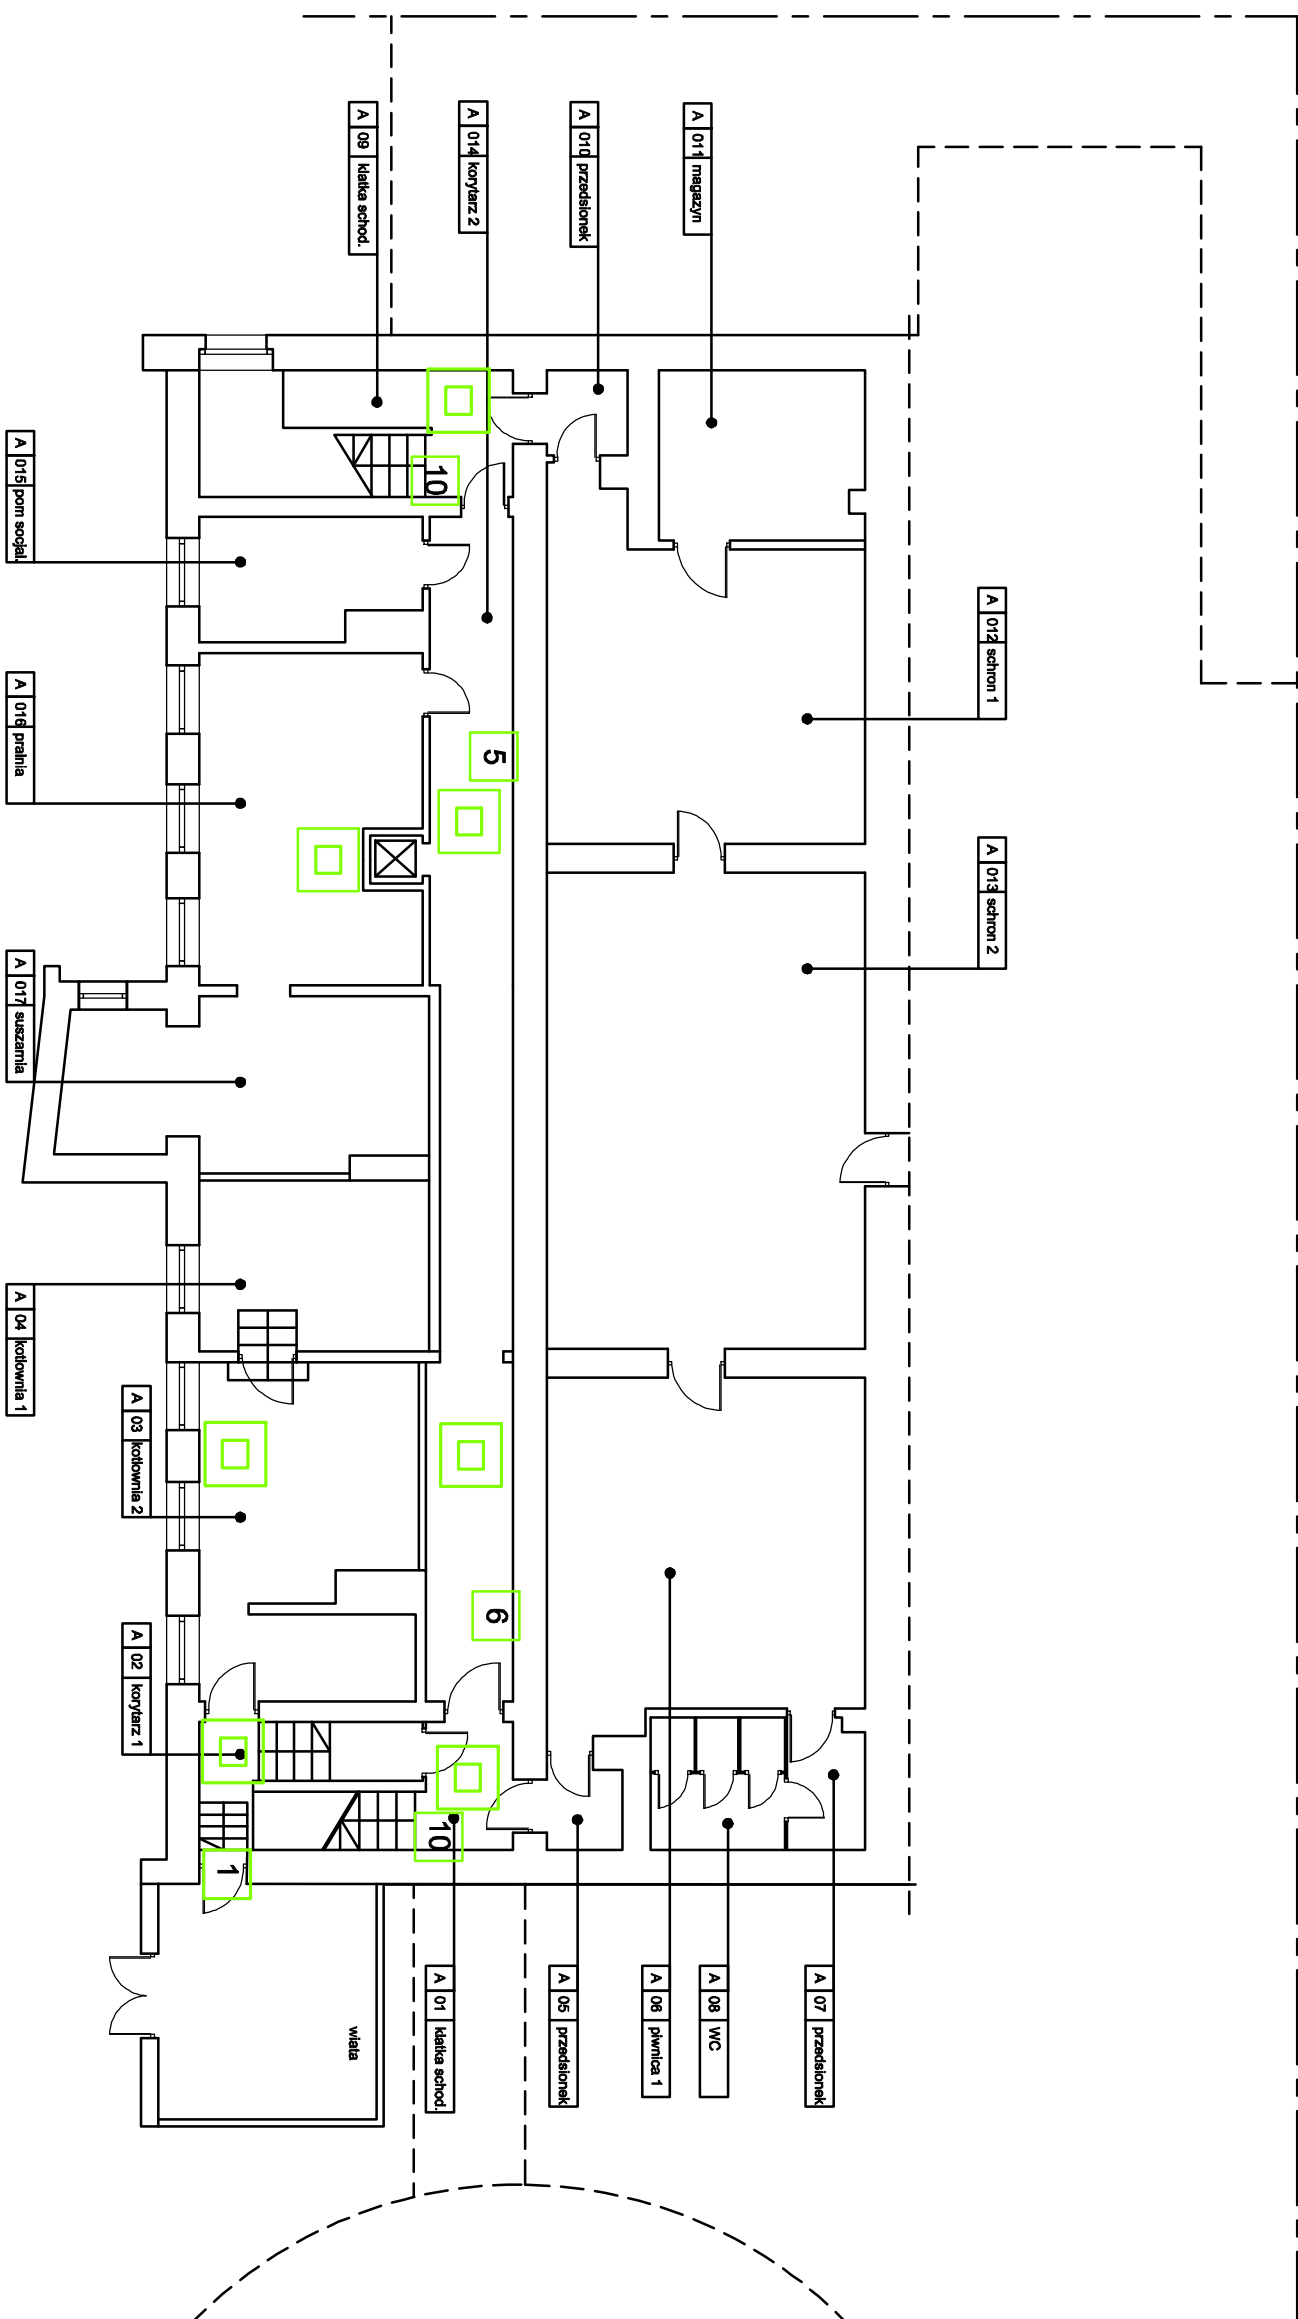 A 09 klatka schod.
A 014 korytarz 2
A 010 przedsionek
A 011 magazyn
A 012 schron 1
A 013 schron 2
A 015 pom socjal.
A 016 pralnia
A 017 suszarnia
A 04 kotłownia 1
A 03 kotłownia 2
A 02 korytarz 1
10
5
6
10
1
wiata
A 01 klatka schod.
A 05 przedsionek
A 06 piwnica 1
A 08 WC
A 07 przedsionek